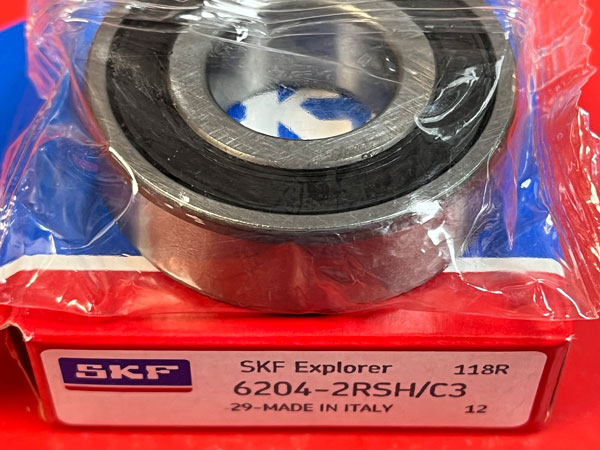 SKF
SKF Explorer 118R
6204-2RSH/C3
29-MADE IN ITALY 12